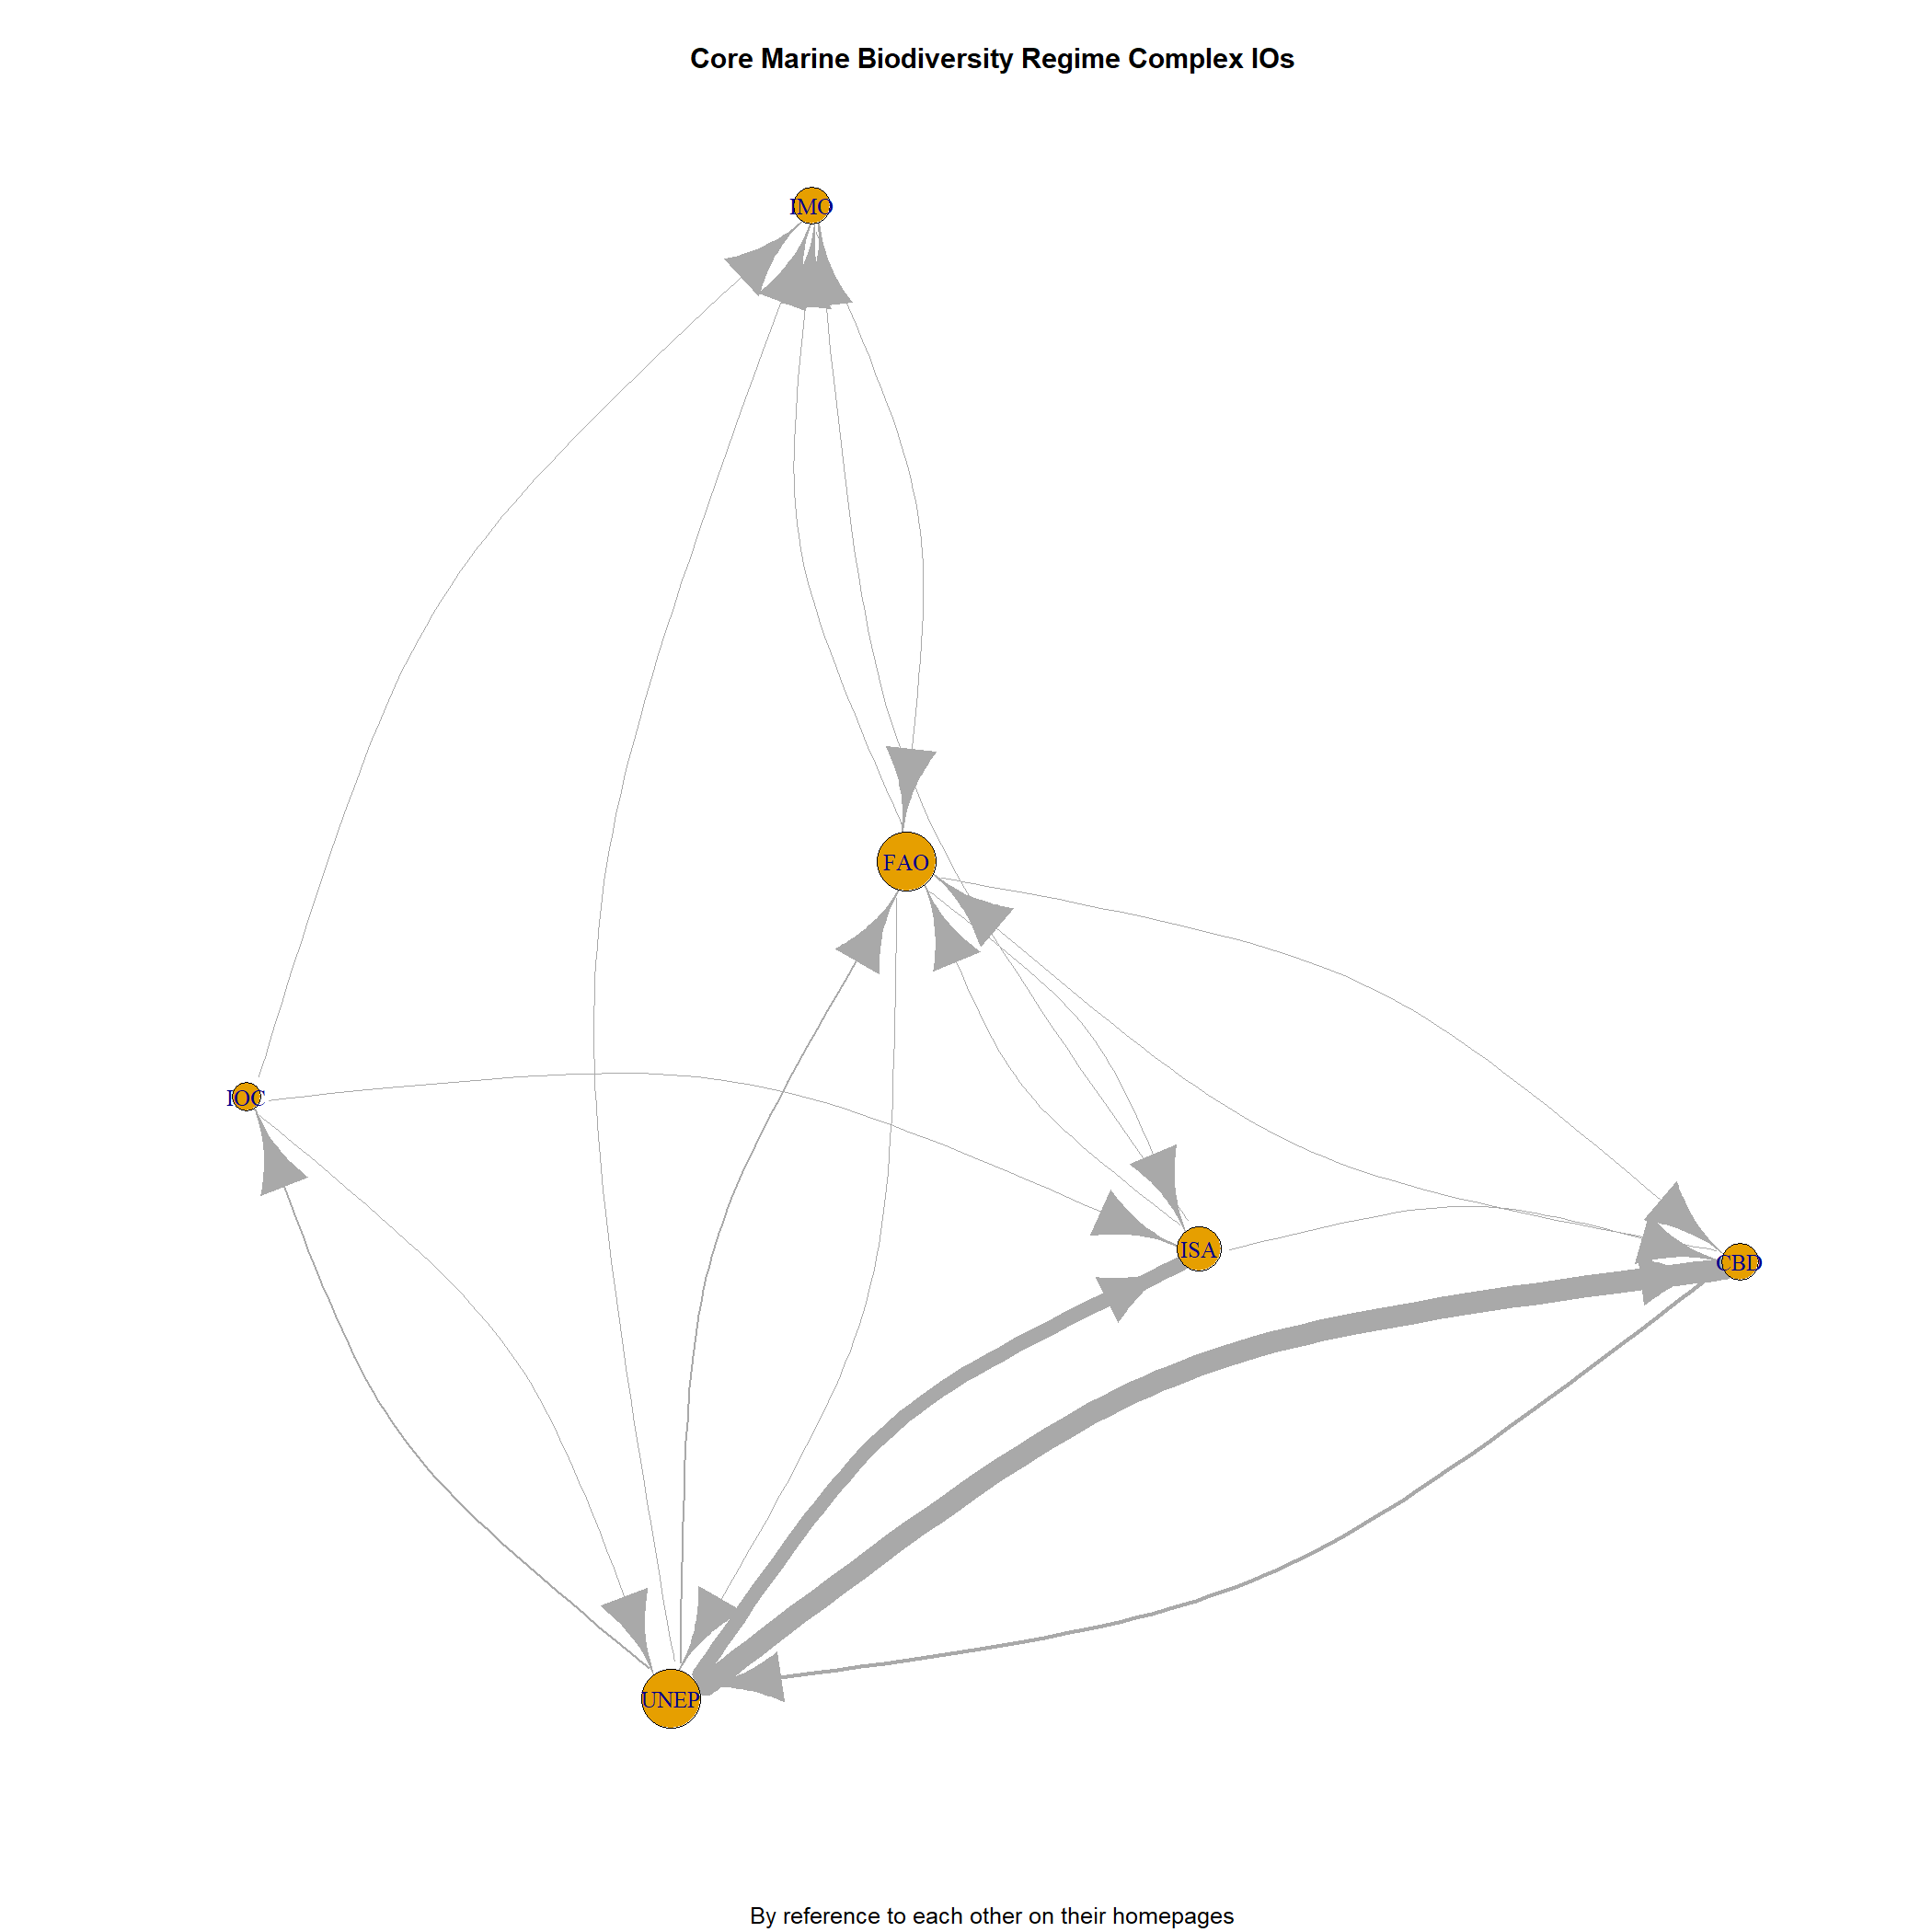 Core Marine Biodiversity Regime Complex IOs
IMO
FAO
IOC
ISA
CBD
UNEP
By reference to each other on their homepages